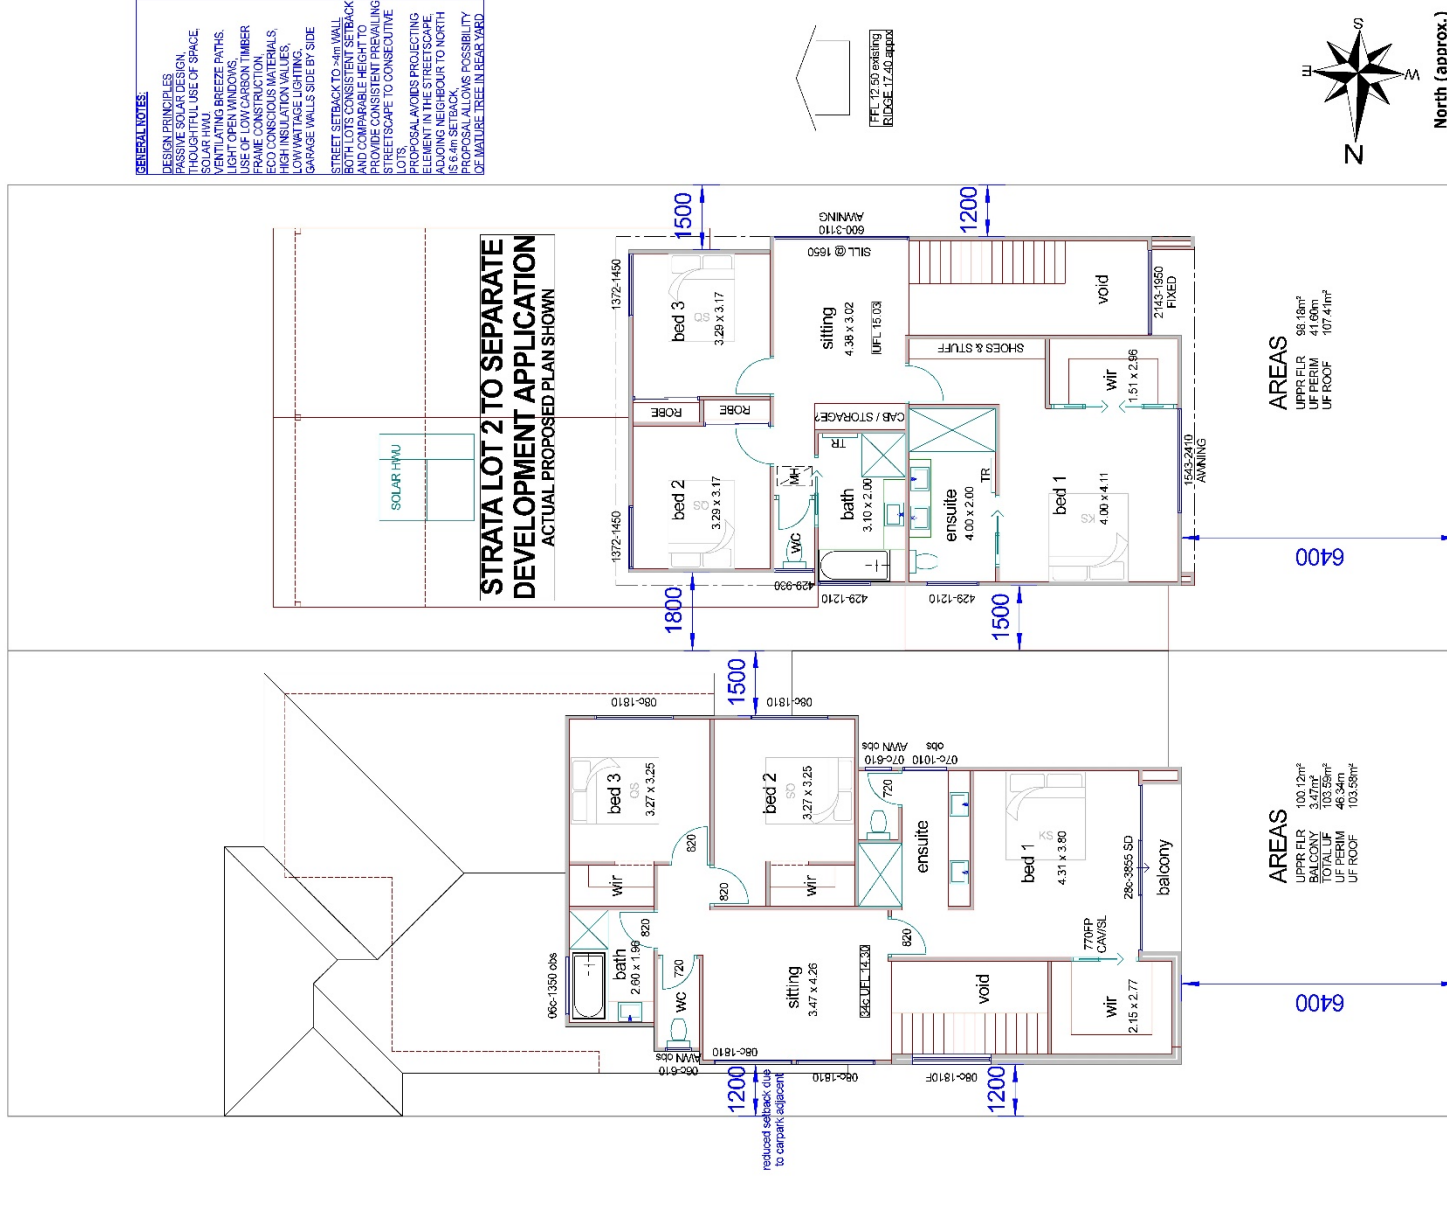 GENERAL NOTES:
DESIGN PRINCIPLES
PASSIVE SOLAR DESIGN,
THOUGHTFUL USE OF SPACE,
SOLAR HWU.
VENTILATING BREEZE PATHS.
LIGHT OPEN WINDOWS,
USE OF LOW CARBON TIMBER
FRAME CONSTRUCTION,
ECO CONSCIOUS MATERIALS,
HIGH INSULATION VALUES,
LOW WATTAGE LIGHTING.
GARAGE WALLS SIDE BY SIDE
STREET SETBACK TO >4m WALL
BOTH LOTS CONSISTENT SETBACK
AND COMPARABLE HEIGHT TO
PROVIDE CONSISTENT PREVAILING
STREETSCAPE TO CONSECUTIVE
LOTS,
PROPOSAL AVOIDS PROJECTING
ELEMENT IN THE STREETSCAPE,
ADJOING NEIGHBOUR TO NORTH
IS 6.4m SETBACK,
PROPOSAL ALLOWS POSSIBILITY
OF MATURE TREE IN REAR YARD
FFL 12.50 existing
RIDGE 17.40 approx
S
E
W
N
North (approx.)
STRATA LOT 2 TO SEPARATE
DEVELOPMENT APPLICATION
ACTUAL PROPOSED PLAN SHOWN
SOLAR HWU
1500
1200
1372-1450
bed 3
QS
3.29 x 3.17
600-3110
AWNING
SILL @ 1650
sitting
4.38 x 3.02
UFL 15.03
void
2143-1950
FIXED
SHOES & STUFF
wir
1.51 x 2.96
ROBE
ROBE
CAB / STORAGE?
TR
MH
1372-1450
bed 2
QS
3.29 x 3.17
WC
bath
3.10 x 2.00
ensuite
4.00 x 2.00
TR
bed 1
KS
4.00 x 4.11
1543-2410
AWNING
429-930
429-1210
429-1210
1800
1500
6400
AREAS
UPPR FLR 98.18m²
UF PERIM 41.60m
UF ROOF 107.41m²
1500
08c-1810
08c-1810
bed 3
QS
3.27 x 3.25
bed 2
SD
3.27 x 3.25
07c-610
AWN obs
07c-1010
obs
720
ensuite
bed 1
KS
4.31 x 3.80
28c-3855 SD
balcony
820
820
wir
wir
820
820
06c-1350 obs
bath
2.60 x 1.90
720
WC
sitting
3.47 x 4.26
34c UFL 14.30
void
770FP
CAV/SL
wir
2.15 x 2.77
06c-610
AWN obs
08c-1810
08c-1810
08c-1810F
1200
reduced setback due
to carpark adjacent
1200
6400
AREAS
UPPR FLR 100.12m²
BALCONY 3.47m²
TOTAL UF 103.59m²
UF PERIM 46.34m
UF ROOF 103.58m²